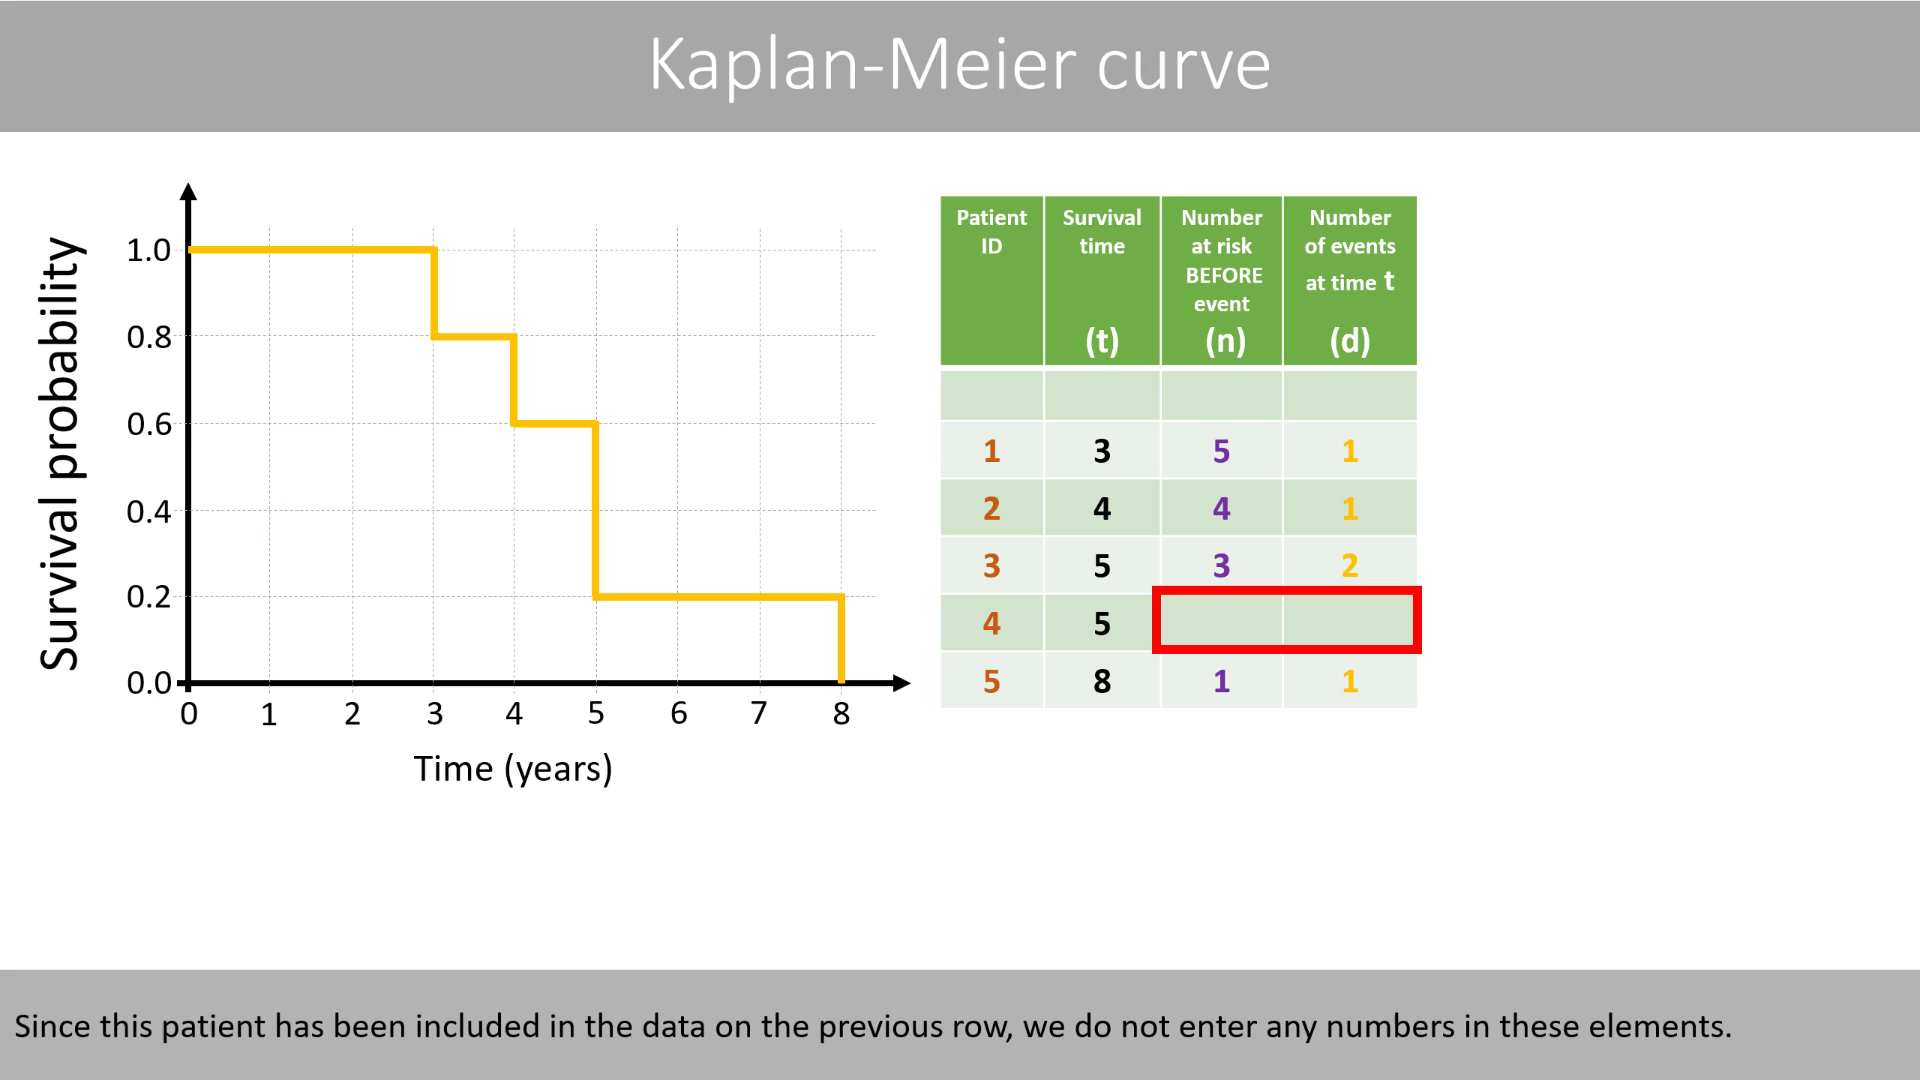 Kaplan-Meier curve
Survival probability
1.0
0.8
0.6
0.4
0.2
0.0
0 1 2 3 4 5 6 7 8
Time (years)
Patient ID Survival time (t) Number at risk BEFORE event (n) Number of events at time t (d)
1 3 5 1
2 4 4 1
3 5 3 2
4 5
5 8 1 1
Since this patient has been included in the data on the previous row, we do not enter any numbers in these elements.